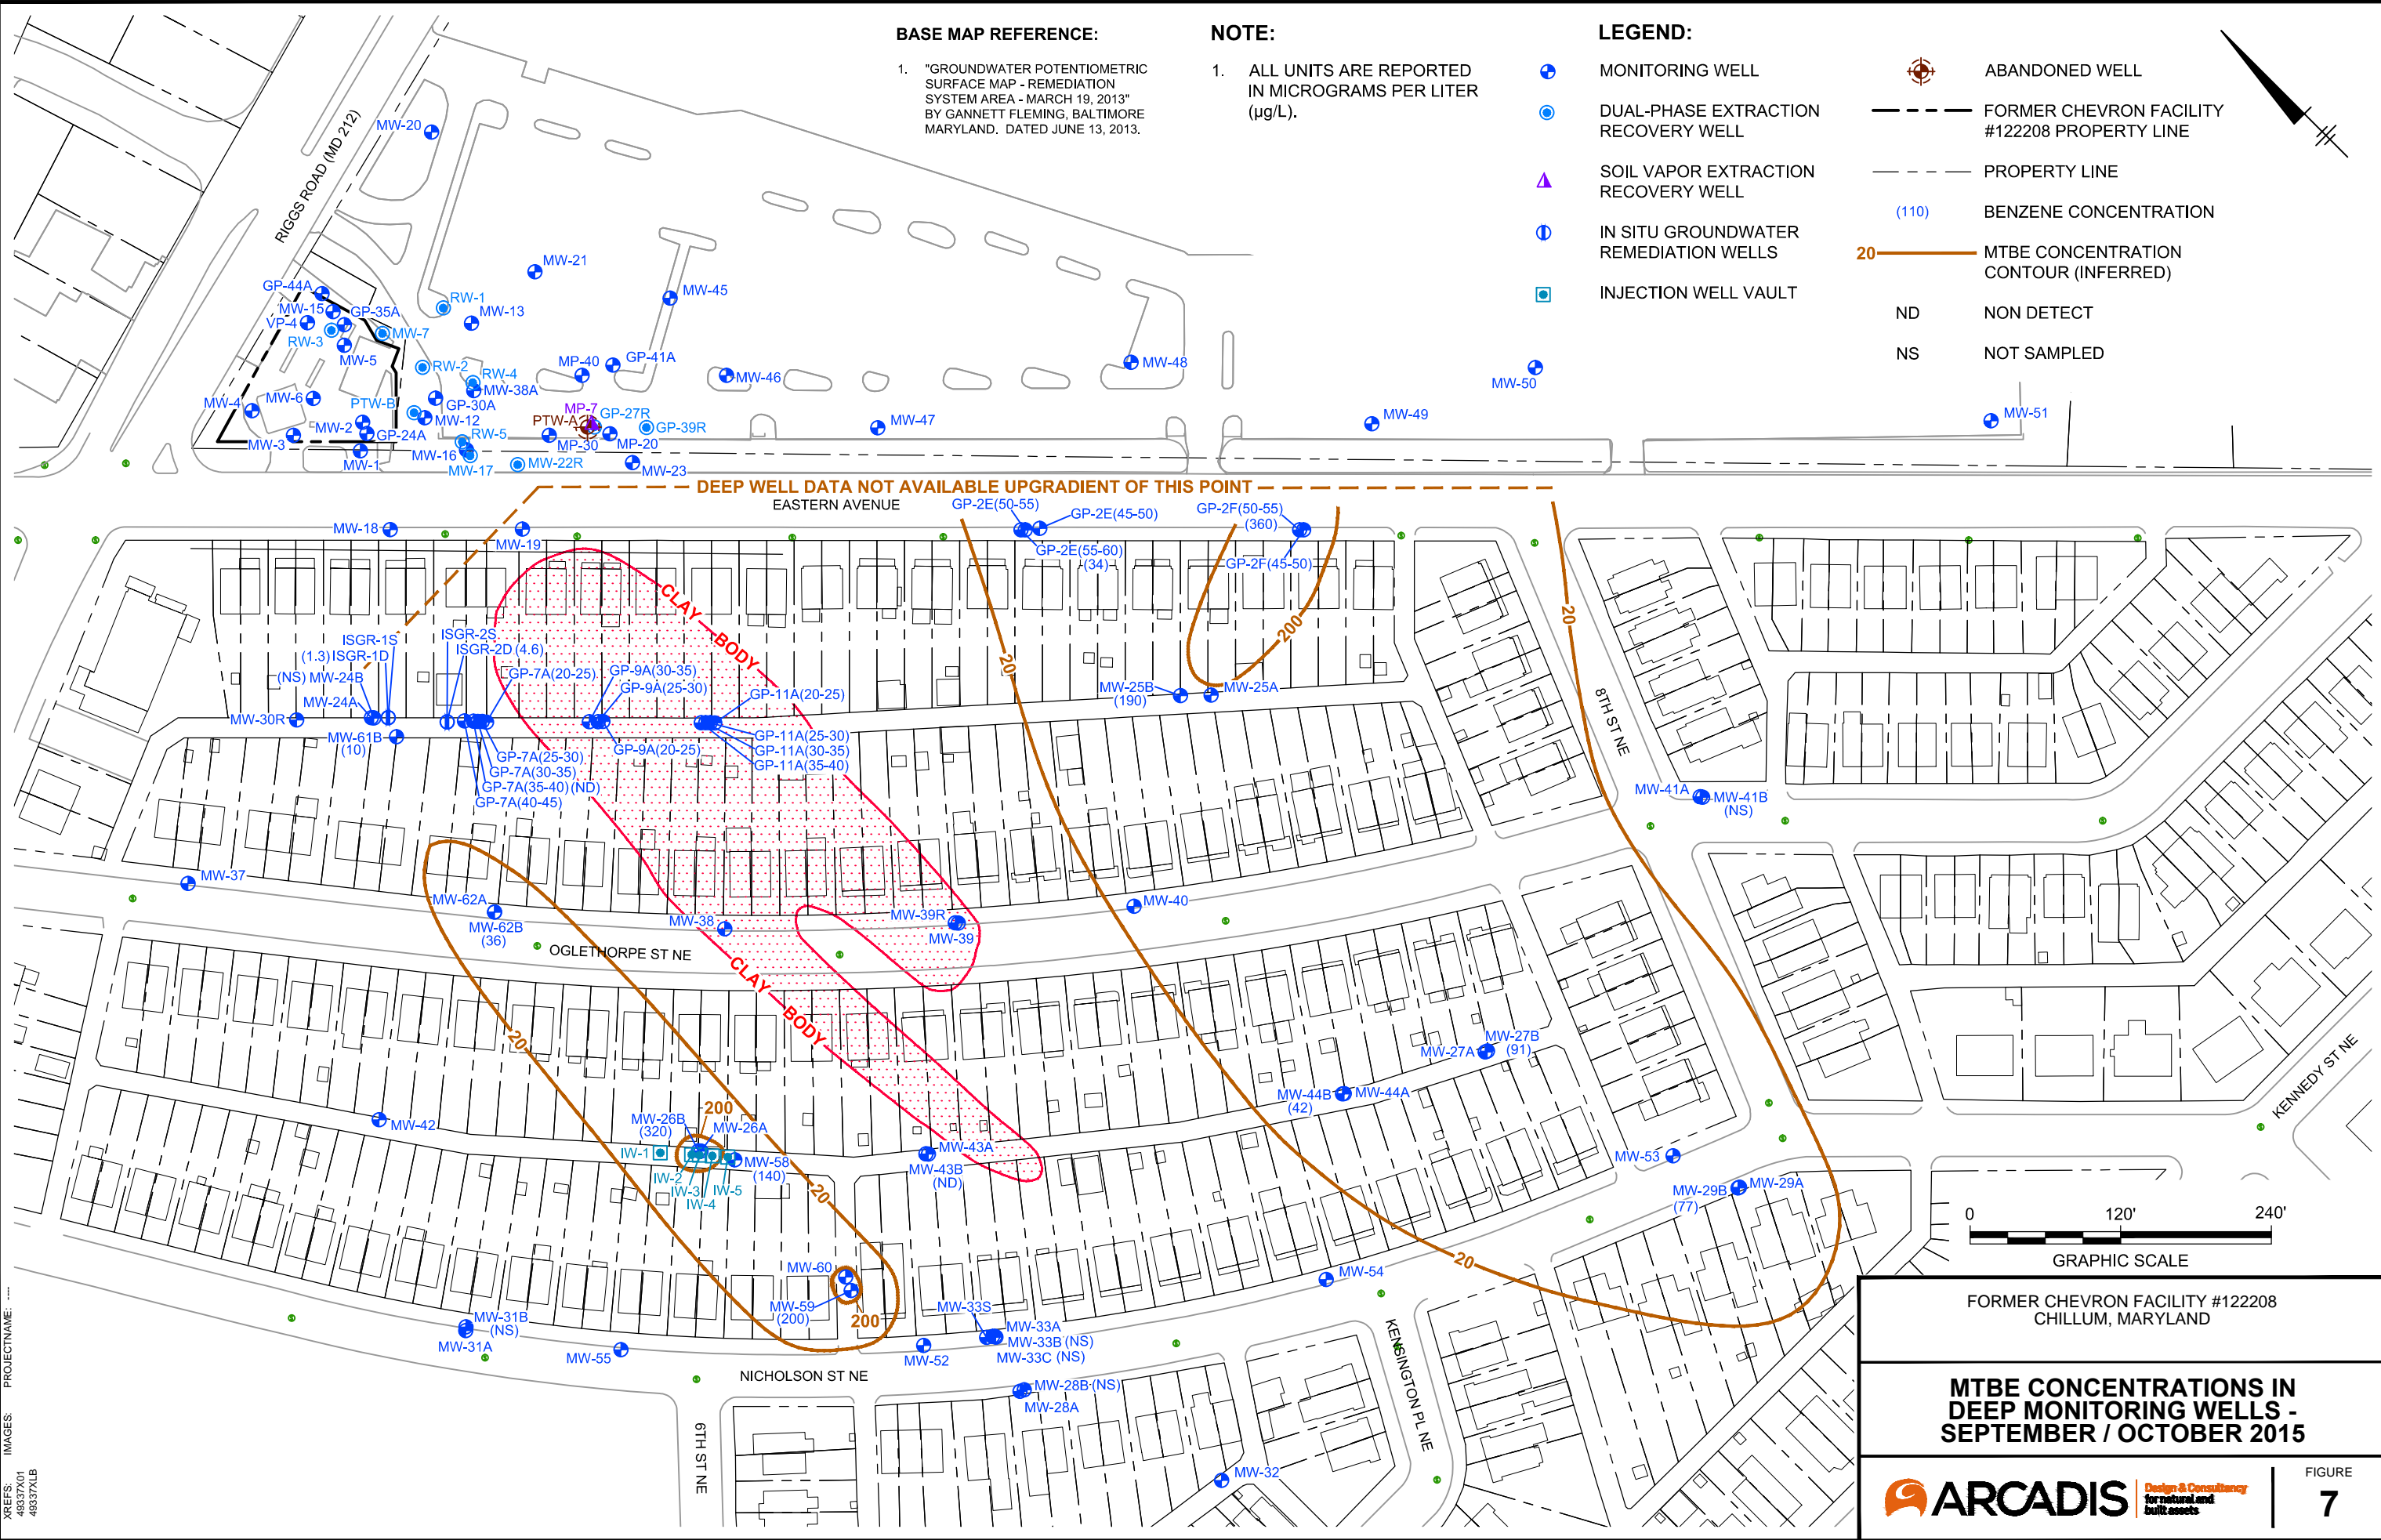 BASE MAP REFERENCE:
1. "GROUNDWATER POTENTIOMETRIC
SURFACE MAP - REMEDIATION
SYSTEM AREA - MARCH 19, 2013"
BY GANNETT FLEMING, BALTIMORE
MARYLAND. DATED JUNE 13, 2013.
NOTE:
1. ALL UNITS ARE REPORTED
IN MICROGRAMS PER LITER
(µg/L).
LEGEND:
MONITORING WELL
DUAL-PHASE EXTRACTION
RECOVERY WELL
SOIL VAPOR EXTRACTION
RECOVERY WELL
IN SITU GROUNDWATER
REMEDIATION WELLS
INJECTION WELL VAULT
ABANDONED WELL
FORMER CHEVRON FACILITY
#122208 PROPERTY LINE
PROPERTY LINE
(110) BENZENE CONCENTRATION
20 MTBE CONCENTRATION
CONTOUR (INFERRED)
ND NON DETECT
NS NOT SAMPLED
RIGGS ROAD (MD 212)
MW-20
MW-21
MW-45
GP-44A
MW-15
GP-35A
VP-4
RW-3
MW-5
MW-7
RW-1
MW-13
RW-2
RW-4
MW-38A
GP-30A
MP-40
GP-41A
MW-46
MW-48
MW-50
MW-4
MW-6
PTW-B
MW-12
MW-2
GP-24A
MW-3
MW-1
RW-5
MW-16
MW-17
MW-22R
MP-7
PTW-A
GP-27R
GP-39R
MP-30
MP-20
MW-23
MW-47
MW-49
MW-51
DEEP WELL DATA NOT AVAILABLE UPGRADIENT OF THIS POINT
EASTERN AVENUE
MW-18
MW-19
GP-2E(50-55)
GP-2E(45-50)
GP-2E(55-60)
(34)
GP-2F(50-55)
(360)
GP-2F(45-50)
CLAY BODY
20
200
20
ISGR-1S
(1.3) ISGR-1D
(NS) MW-24B
MW-24A
MW-30R
MW-61B
(10)
ISGR-2S
ISGR-2D (4.6)
GP-7A(20-25)
GP-7A(25-30)
GP-7A(30-35)
GP-7A(35-40) (ND)
GP-7A(40-45)
GP-9A(30-35)
GP-9A(25-30)
GP-9A(20-25)
GP-11A(20-25)
GP-11A(25-30)
GP-11A(30-35)
GP-11A(35-40)
MW-25B
(190)
MW-25A
8TH ST NE
MW-41A
MW-41B
(NS)
MW-37
MW-62A
MW-62B
(36)
MW-38
MW-39R
MW-39
MW-40
OGLETHORPE ST NE
CLAY BODY
20
MW-27B
(91)
MW-27A
MW-44B
(42)
MW-44A
KENNEDY ST NE
MW-42
MW-26B
(320)
200
MW-26A
IW-1
IW-2
IW-3
IW-4
IW-5
MW-58
(140)
MW-43A
MW-43B
(ND)
MW-53
MW-29B
(77)
MW-29A
20
20
MW-60
MW-59
(200)
200
MW-54
MW-31B
(NS)
MW-31A
MW-55
MW-52
MW-33S
MW-33A
MW-33B (NS)
MW-33C (NS)
NICHOLSON ST NE
MW-28B (NS)
MW-28A
KENSINGTON PL NE
6TH ST NE
MW-32
0 120' 240'
GRAPHIC SCALE
FORMER CHEVRON FACILITY #122208
CHILLUM, MARYLAND
MTBE CONCENTRATIONS IN
DEEP MONITORING WELLS -
SEPTEMBER / OCTOBER 2015
ARCADIS
Design & Consultancy
for natural and
built assets
FIGURE
7
XREFS: IMAGES: PROJECTNAME: ----
49337X01
49337XLB